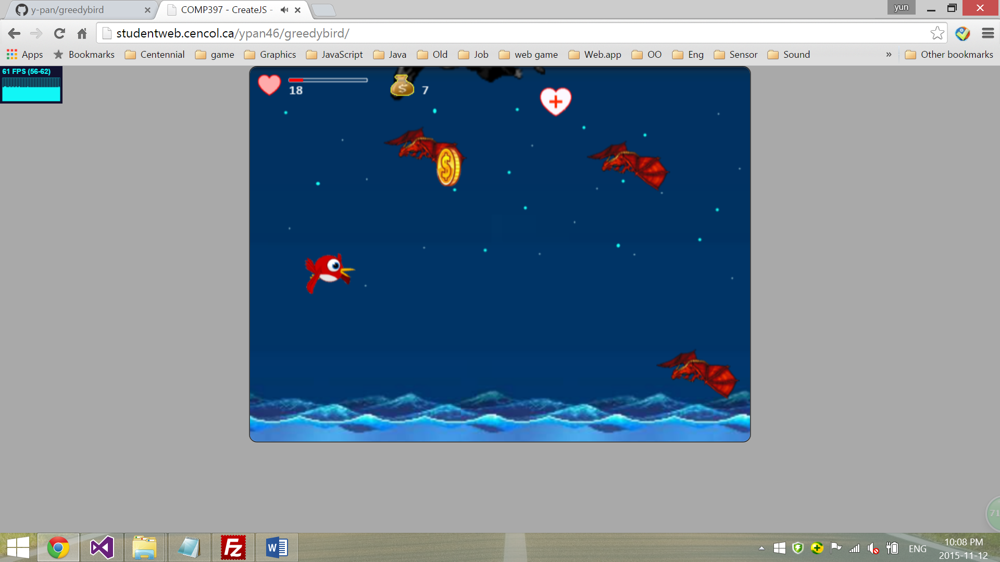 y-pan/greedybird
COMP397 - CreateJS -
yun
studentweb.cencol.ca/ypan46/greedybird/
Apps Bookmarks Centennial game Graphics JavaScript Java Old Job web game Web.app OO Eng Sensor Sound » Other bookmarks
61 FPS (56-62)
18
$ 7
$
71
ENG
10:08 PM
2015-11-12